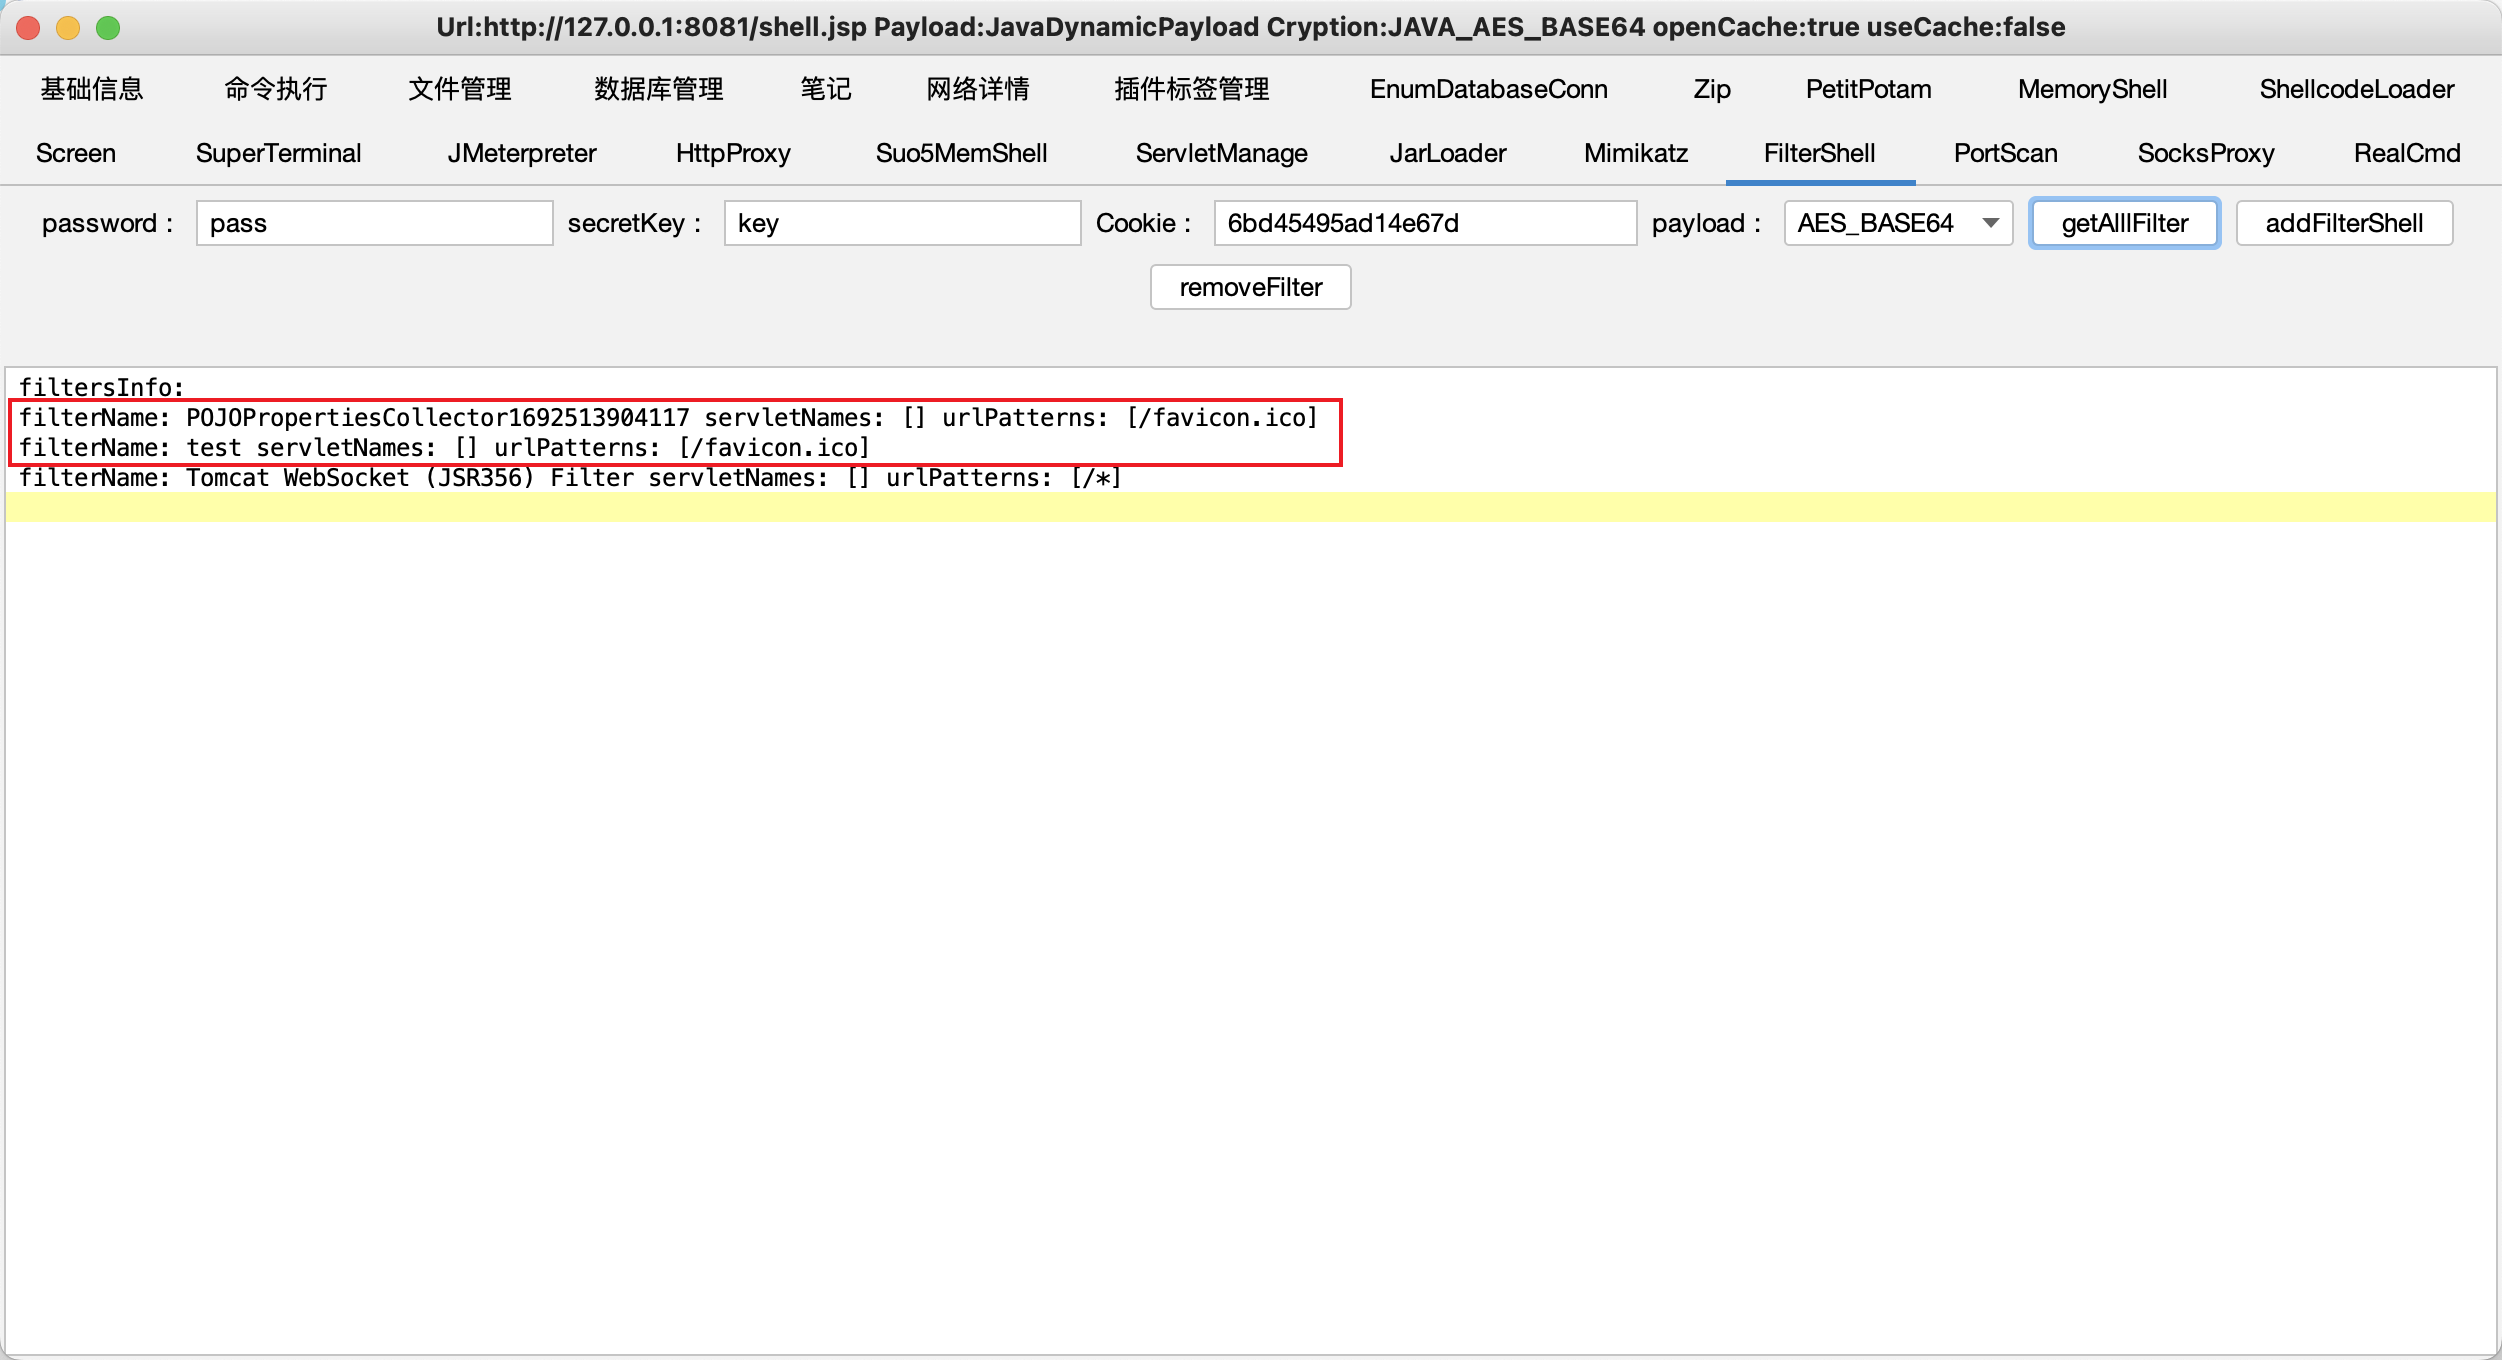 Url:http://127.0.0.1:8081/shell.jsp Payload:JavaDynamicPayload Cryption:JAVA_AES_BASE64 openCache:true useCache:false
基础信息 命令执行 文件管理 数据库管理 笔记 网络详情 插件标签管理 EnumDatabaseConn Zip PetitPotam MemoryShell ShellcodeLoader
Screen SuperTerminal JMeterpreter HttpProxy Suo5MemShell ServletManage JarLoader Mimikatz FilterShell PortScan SocksProxy RealCmd
password : pass secretKey : key Cookie : 6bd45495ad14e67d payload : AES_BASE64 getAlllFilter addFilterShell
removeFilter
filtersInfo:
filterName: POJOPropertiesCollector1692513904117 servletNames: [] urlPatterns: [/favicon.ico]
filterName: test servletNames: [] urlPatterns: [/favicon.ico]
filterName: Tomcat WebSocket (JSR356) Filter servletNames: [] urlPatterns: [/*]